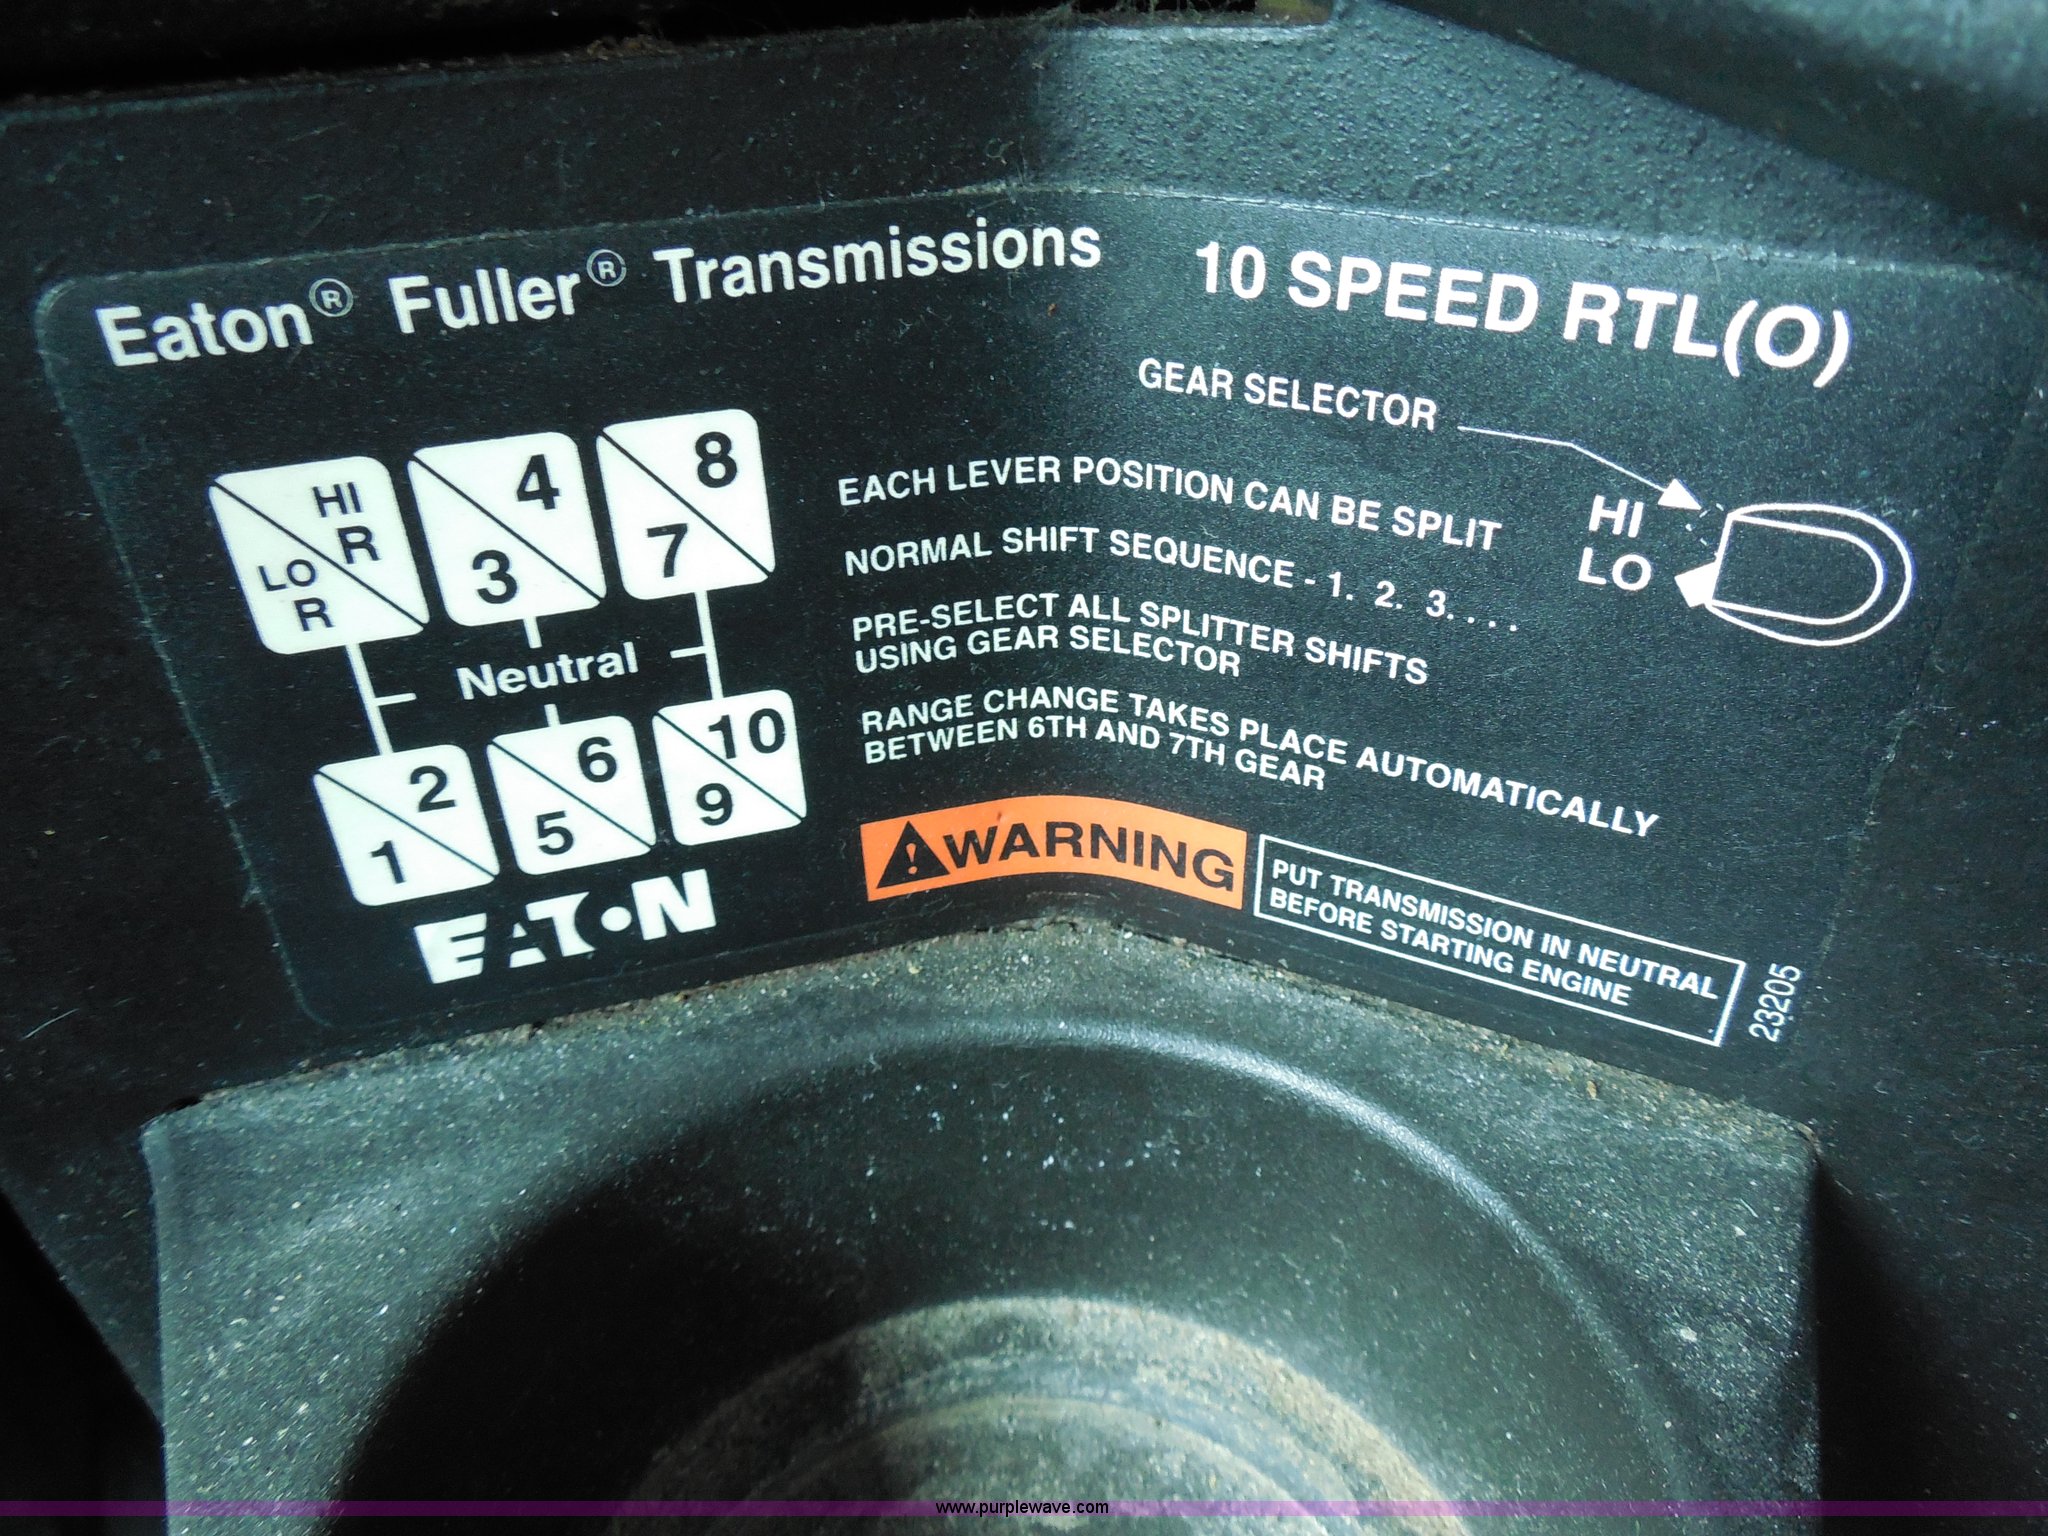 Eaton® Fuller® Transmissions
10 SPEED RTL(O)
GEAR SELECTOR
HI
LO
HI
R
LO
R
4
3
8
7
Neutral
2
1
6
5
10
9
EATON
EACH LEVER POSITION CAN BE SPLIT
NORMAL SHIFT SEQUENCE - 1. 2. 3. . . .
PRE-SELECT ALL SPLITTER SHIFTS
USING GEAR SELECTOR
RANGE CHANGE TAKES PLACE AUTOMATICALLY
BETWEEN 6TH AND 7TH GEAR
WARNING
PUT TRANSMISSION IN NEUTRAL
BEFORE STARTING ENGINE
23205
www.purplewave.com